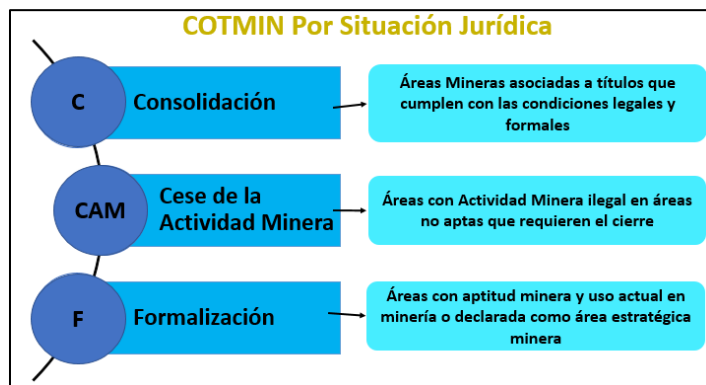 COTMIN Por Situación Jurídica
C
Consolidación
Áreas Mineras asociadas a títulos que
cumplen con las condiciones legales y
formales
CAM
Cese de la
Actividad Minera
Áreas con Actividad Minera ilegal en áreas
no aptas que requieren el cierre
F
Formalización
Áreas con aptitud minera y uso actual en
minería o declarada como área estratégica
minera